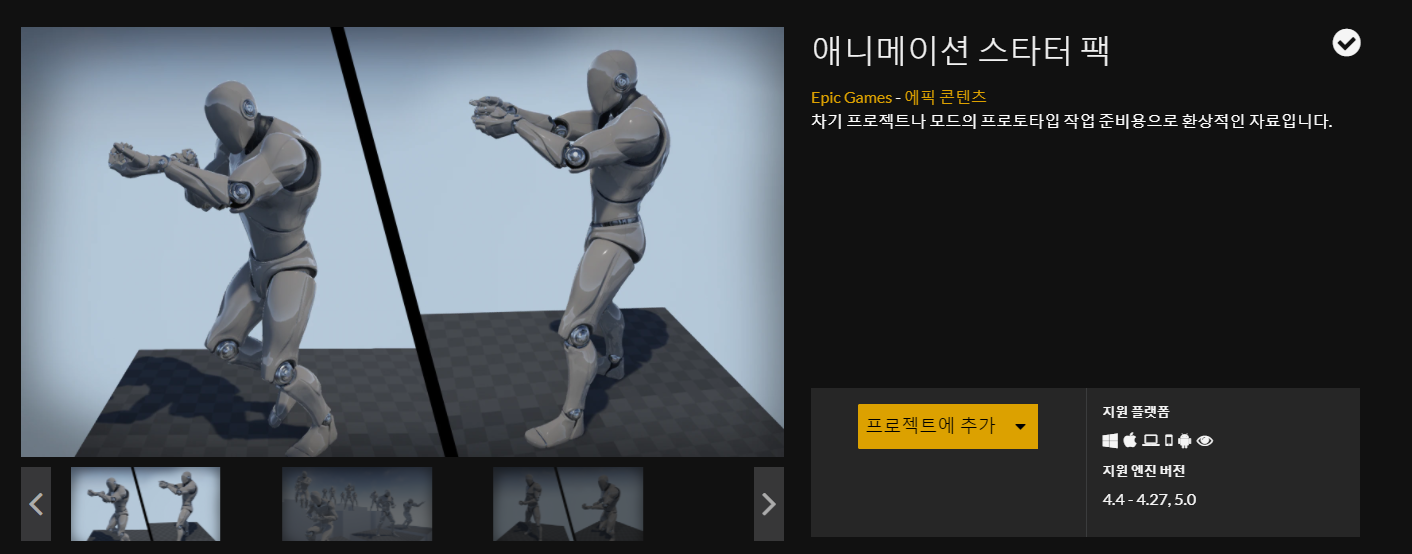 애니메이션 스타터 팩
Epic Games - 에픽 콘텐츠
차기 프로젝트나 모드의 프로토타입 작업 준비용으로 환상적인 자료입니다.
프로젝트에 추가
지원 플랫폼
지원 엔진 버전
4.4 - 4.27, 5.0